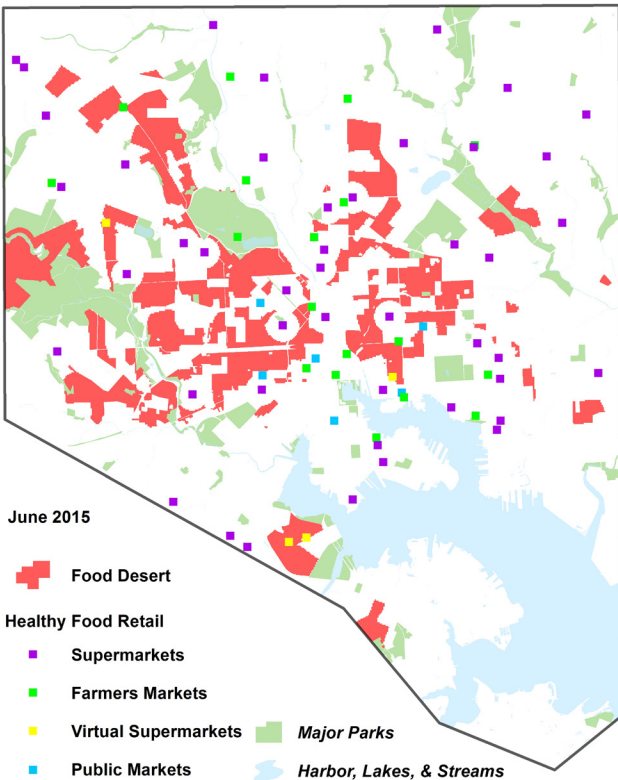 June 2015
Food Desert
Healthy Food Retail
Supermarkets
Farmers Markets
Virtual Supermarkets
Public Markets
Major Parks
Harbor, Lakes, & Streams